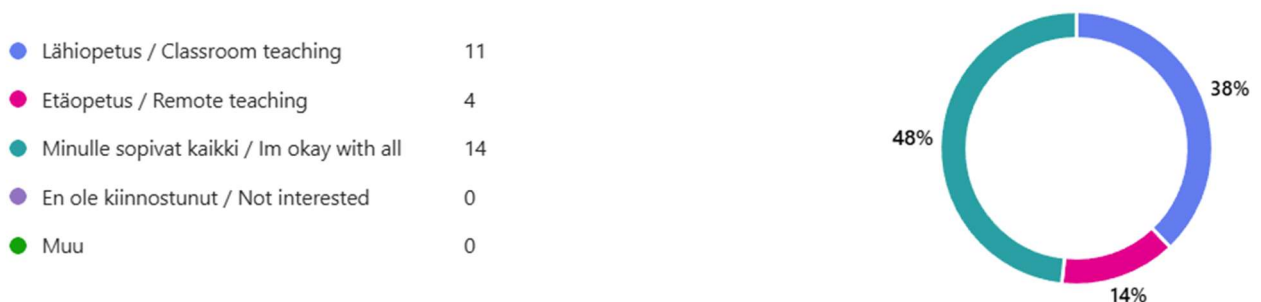 Lähiopetus / Classroom teaching 11
Etäopetus / Remote teaching 4
Minulle sopivat kaikki / Im okay with all 14
En ole kiinnostunut / Not interested 0
Muu 0
38%
48%
14%